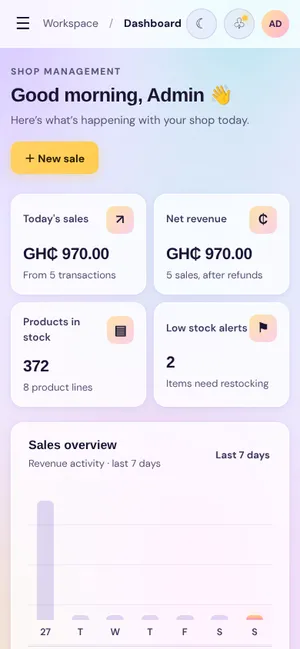 Workspace / Dashboard AD
SHOP MANAGEMENT
Good morning, Admin 👋
Here's what's happening with your shop today.
+ New sale
Today's sales
GH₵ 970.00
From 5 transactions
Net revenue ₵
GH₵ 970.00
5 sales, after refunds
Products in
stock
372
8 product lines
Low stock alerts
2
Items need restocking
Sales overview
Revenue activity · last 7 days
Last 7 days
27 T W T F S S